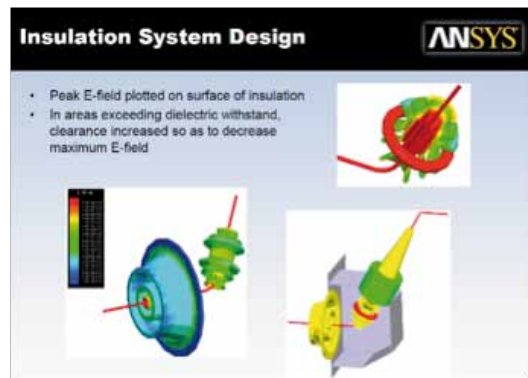 Insulation System Design
ANSYS
• Peak E-field plotted on surface of insulation
• In areas exceeding dielectric withstand,
clearance increased so as to decrease
maximum E-field